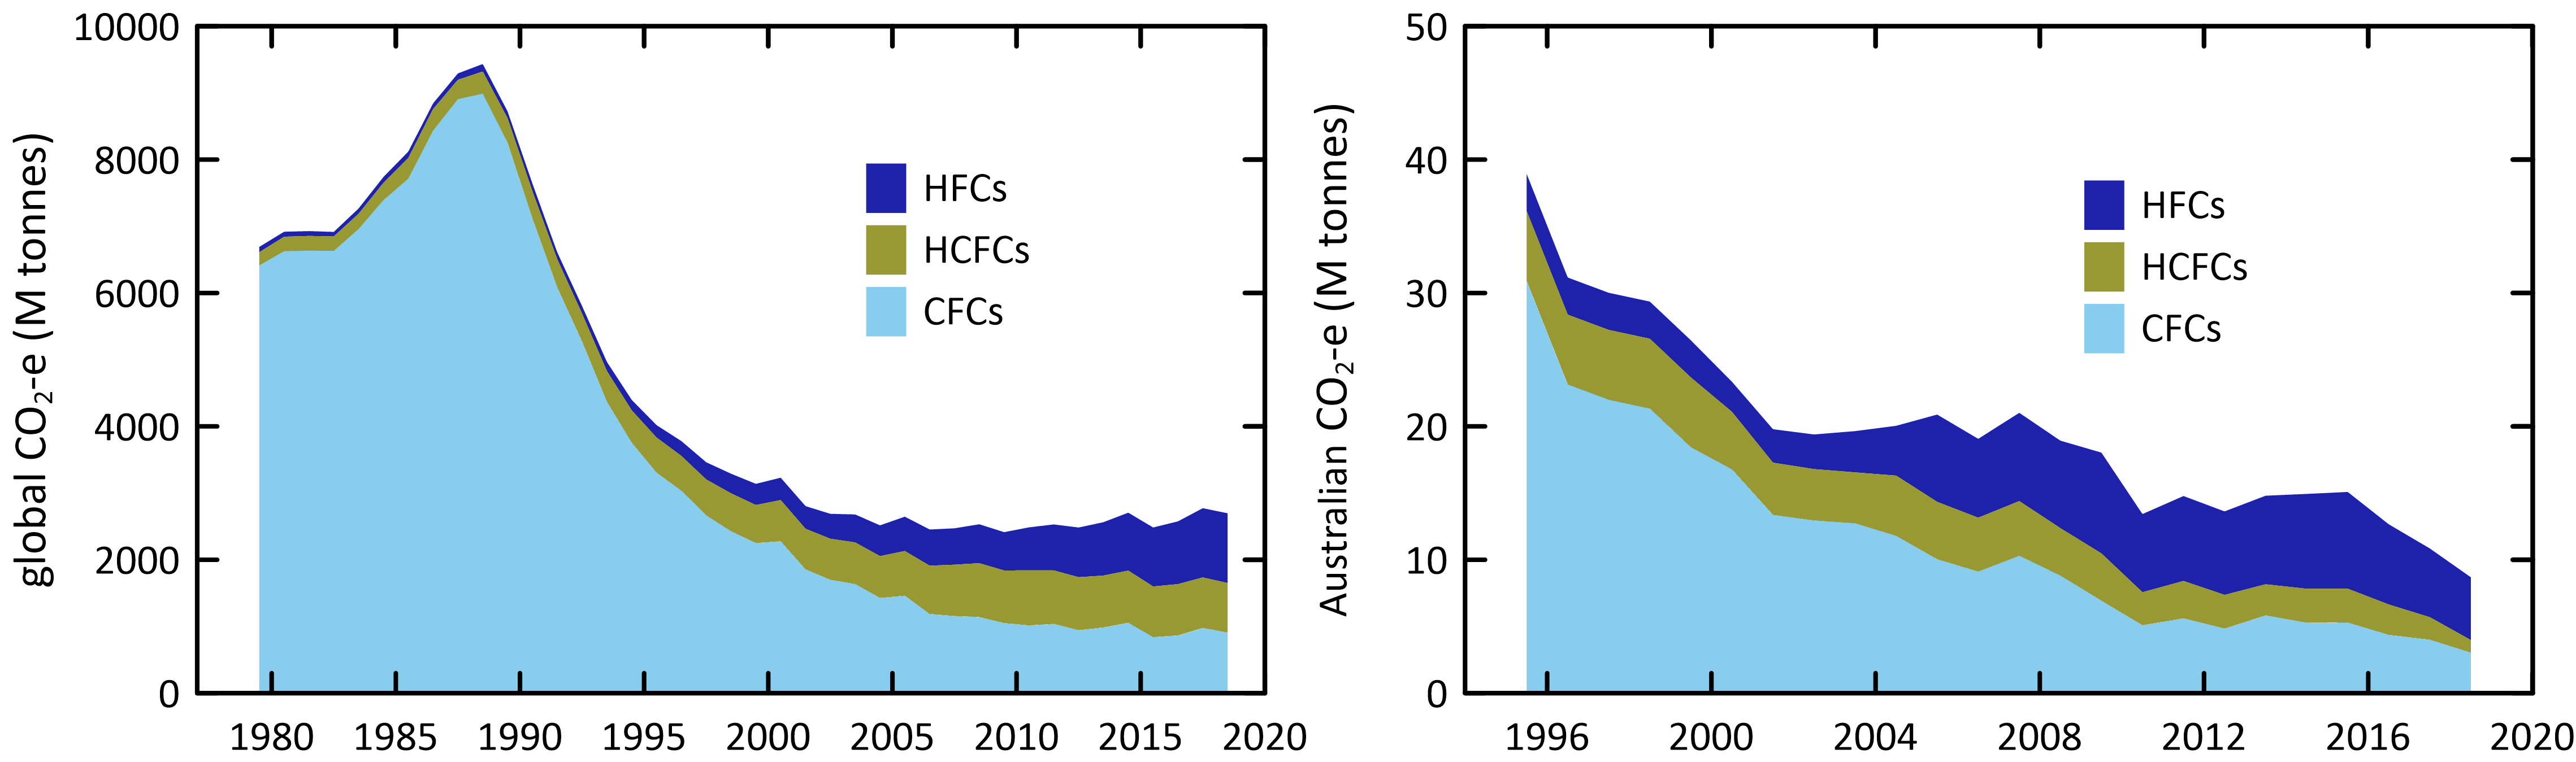 global CO2-e (M tonnes)
10000
8000
6000
4000
2000
0
1980 1985 1990 1995 2000 2005 2010 2015 2020
HFCs
HCFCs
CFCs
Australian CO2-e (M tonnes)
50
40
30
20
10
0
1996 2000 2004 2008 2012 2016 2020
HFCs
HCFCs
CFCs